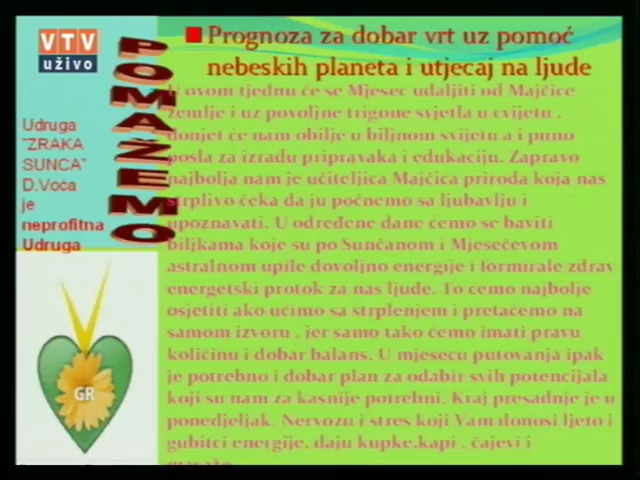 VTV
uživo
POMAŽEMO
Udruga
"ZRAKA
SUNCA"
D.Voća
je
neprofitna
Udruga
GR
Prognoza za dobar vrt uz pomoć
nebeskih planeta i utjecaj na ljude
U ovom tjednu će se Mjesec udaljiti od Majčice
zemlje i uz povoljne trigone svjetla u cvijetu ,
donjet će nam obilje u biljnom svijetu a i puno
posla za izradu pripravaka i edukaciju. Zapravo
najbolja nam je učiteljica Majčica priroda koja nas
strplivo čeka da ju počnemo sa ljubavlju i
upoznavati. U određene dane ćemo se baviti
biljkama koje su po Sunčanom i Mjesečevom
astralnom upile dovoljno energije i formirale zdrav
energetski protok za nas ljude. To ćemo najbolje
osjetiti ako učimo sa strplenjem i pretaćemo na
samom izvoru , jer samo tako ćemo imati pravu
količinu i dobar balans. U mjesecu putovanja ipak
je potrebno i dobar plan za odabir svih potencijala
koji su nam za kasnije potrebni. Kraj presadnje je u
ponedjeljak. Nervozu i stres koji Vam donosi ljeto i
gubitci energije, daju kupke,kapi , čajevi i